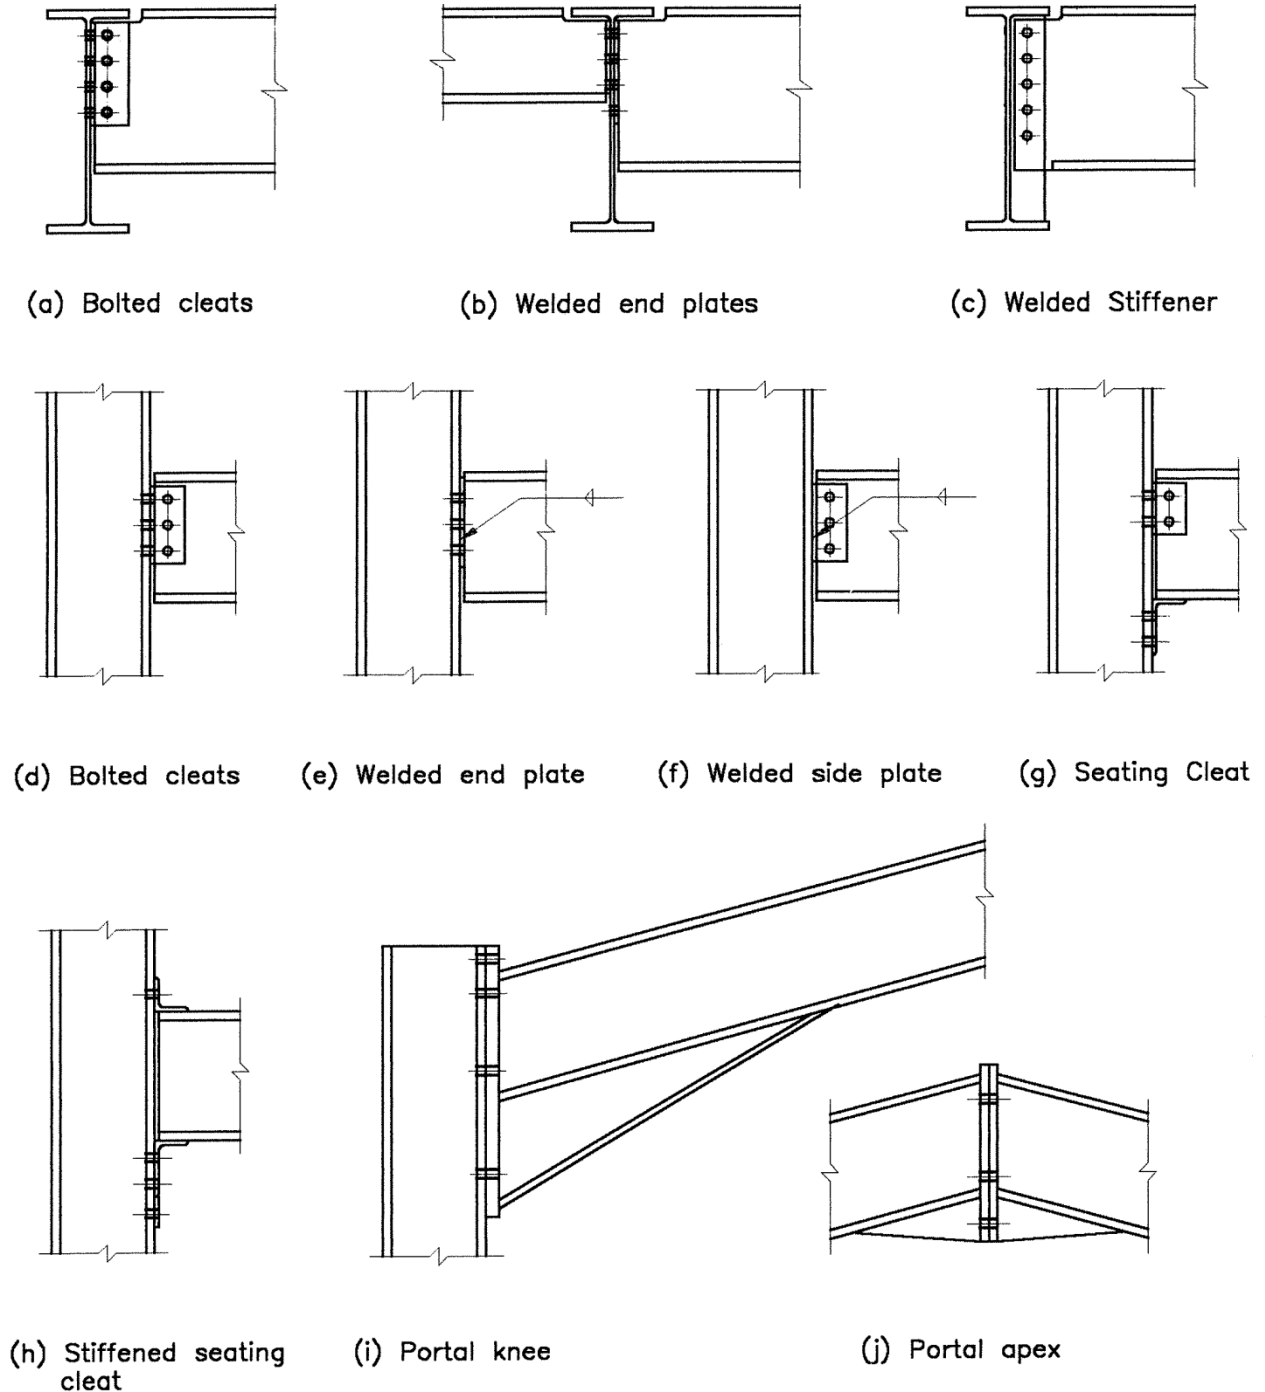 (a) Bolted cleats
(b) Welded end plates
(c) Welded Stiffener
(d) Bolted cleats
(e) Welded end plate
(f) Welded side plate
(g) Seating Cleat
(h) Stiffened seating
cleat
(i) Portal knee
(j) Portal apex